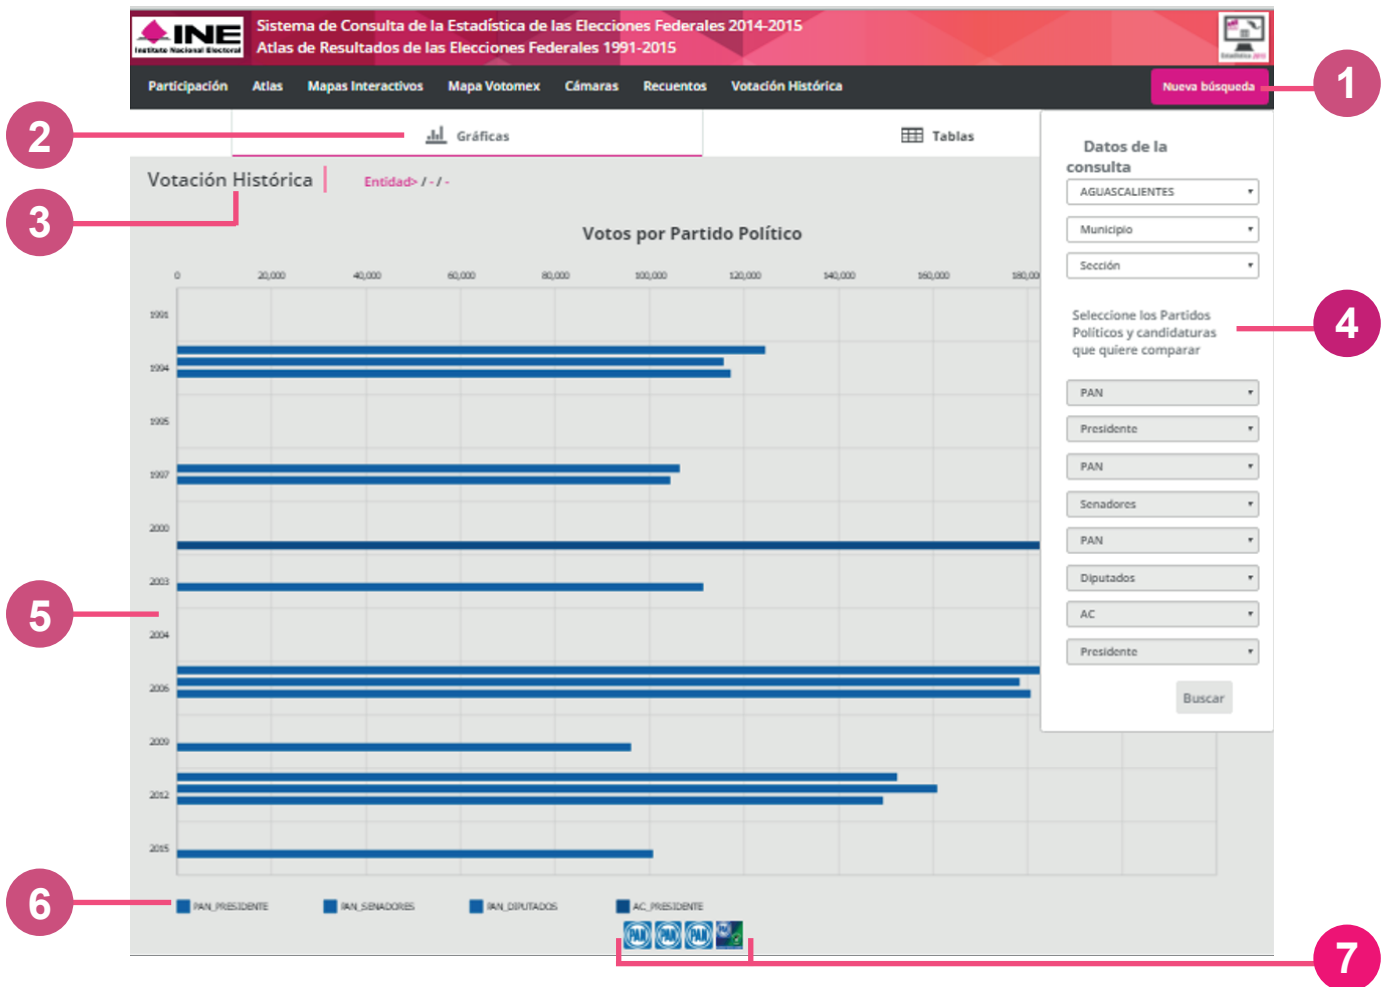 INE
Instituto Nacional Electoral
Sistema de Consulta de la Estadística de las Elecciones Federales 2014-2015
Atlas de Resultados de las Elecciones Federales 1991-2015
Participación Atlas Mapas Interactivos Mapa Votomex Cámaras Recuentos Votación Histórica Nueva búsqueda
1
2
Gráficas
Tablas
3
Votación Histórica
Entidad> / - / -
Datos de la
consulta
AGUASCALIENTES
Municipio
Sección
Seleccione los Partidos
Políticos y candidaturas
que quiere comparar
4
PAN
Presidente
PAN
Senadores
PAN
Diputados
AC
Presidente
Buscar
Votos por Partido Político
0 20,000 40,000 60,000 80,000 100,000 120,000 140,000 160,000
1991
1994
1995
1997
2000
2003
2004
2006
2009
2012
2015
5
6
PAN_PRESIDENTE PAN_SENADORES PAN_DIPUTADOS AC_PRESIDENTE
PAN PAN PAN
7